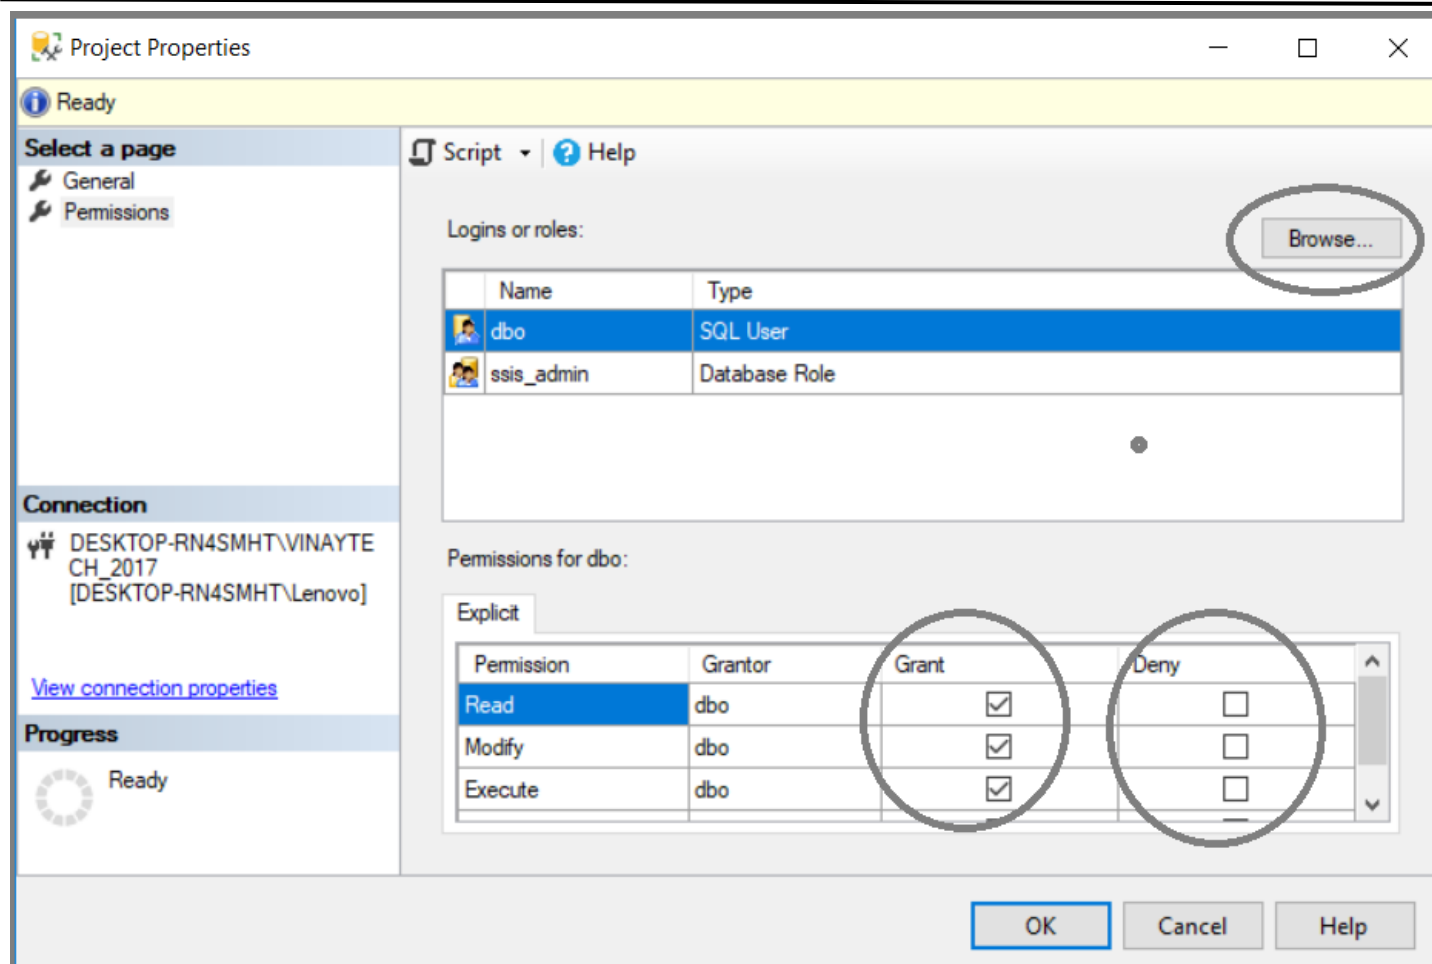 Project Properties
Ready
Select a page
General
Permissions
Script
Help
Logins or roles:
Browse...
Name Type
dbo SQL User
ssis_admin Database Role
Connection
DESKTOP-RN4SMHT\VINAYTE
CH_2017
[DESKTOP-RN4SMHT\Lenovo]
View connection properties
Progress
Ready
Permissions for dbo:
Explicit
Permission Grantor Grant Deny
Read dbo
Modify dbo
Execute dbo
OK
Cancel
Help